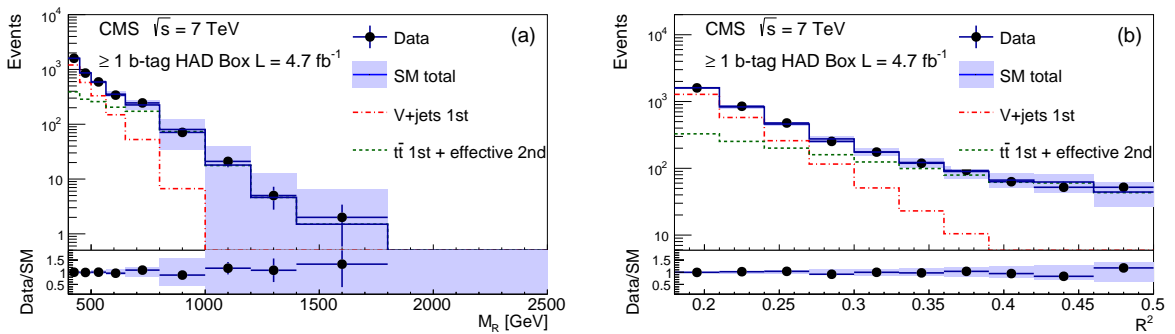 CMS √s = 7 TeV (a)
≥ 1 b-tag HAD Box L = 4.7 fb⁻¹
Data
SM total
V+jets 1st
tt̄ 1st + effective 2nd
Events
10⁴
10³
10²
10
1
Data/SM
1.5
1
0.5
500 1000 1500 2000 2500
M_R [GeV]
CMS √s = 7 TeV (b)
≥ 1 b-tag HAD Box L = 4.7 fb⁻¹
Data
SM total
V+jets 1st
tt̄ 1st + effective 2nd
Events
10⁴
10³
10²
10
Data/SM
1.5
1
0.5
0.2 0.25 0.3 0.35 0.4 0.45 0.5
R²